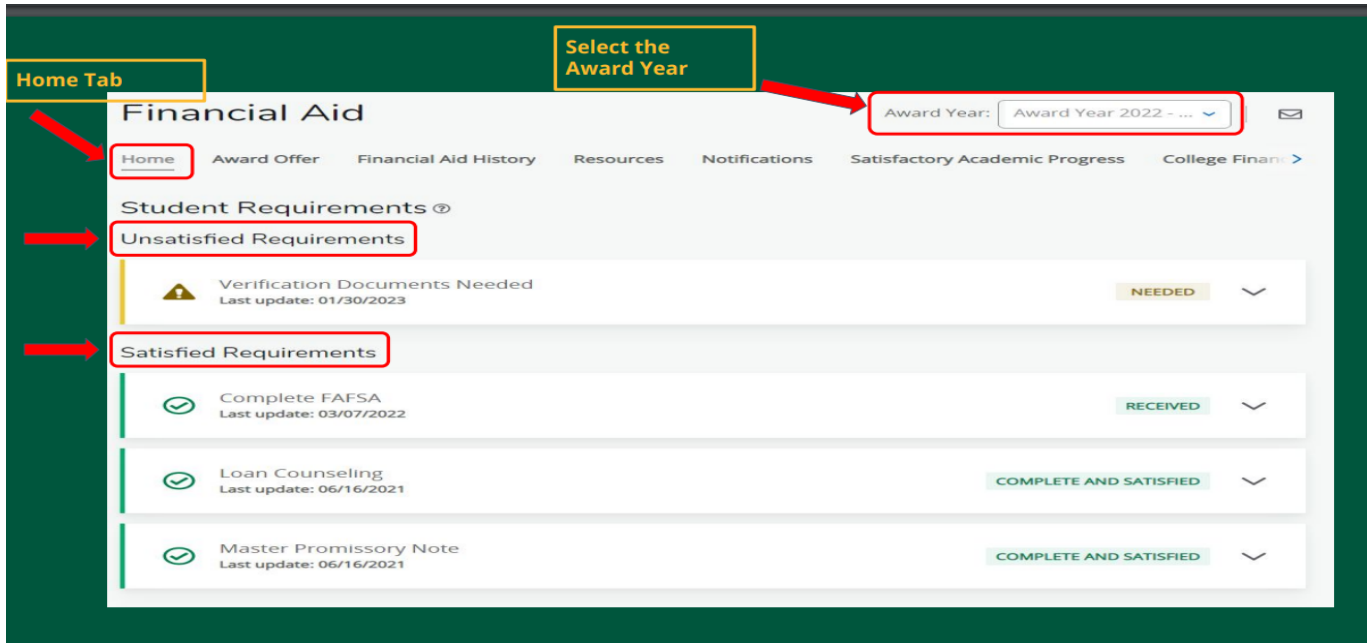 Select the
Award Year
Home Tab
Financial Aid
Award Year: Award Year 2022 - ...
Home Award Offer Financial Aid History Resources Notifications Satisfactory Academic Progress College Finan
Student Requirements
Unsatisfied Requirements
Verification Documents Needed
Last update: 01/30/2023
NEEDED
Satisfied Requirements
Complete FAFSA
Last update: 03/07/2022
RECEIVED
Loan Counseling
Last update: 06/16/2021
COMPLETE AND SATISFIED
Master Promissory Note
Last update: 06/16/2021
COMPLETE AND SATISFIED